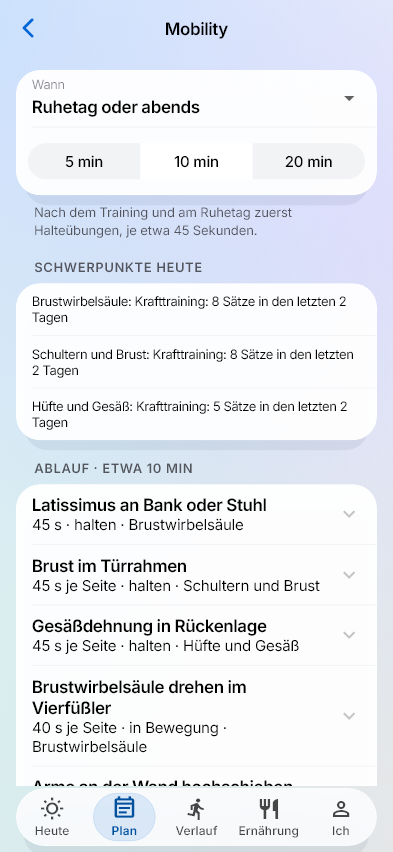 Mobility
Wann
Ruhetag oder abends
5 min
10 min
20 min
Nach dem Training und am Ruhetag zuerst
Halteübungen, je etwa 45 Sekunden.
SCHWERPUNKTE HEUTE
Brustwirbelsäule: Krafttraining: 8 Sätze in den letzten 2
Tagen
Schultern und Brust: Krafttraining: 8 Sätze in den letzten
2 Tagen
Hüfte und Gesäß: Krafttraining: 5 Sätze in den letzten 2
Tagen
ABLAUF · ETWA 10 MIN
Latissimus an Bank oder Stuhl
45 s · halten · Brustwirbelsäule
Brust im Türrahmen
45 s je Seite · halten · Schultern und Brust
Gesäßdehnung in Rückenlage
45 s je Seite · halten · Hüfte und Gesäß
Brustwirbelsäule drehen im
Vierfüßler
40 s je Seite · in Bewegung ·
Brustwirbelsäule
Arme an der Wand hochschieben
Heute
Plan
Verlauf
Ernährung
Ich